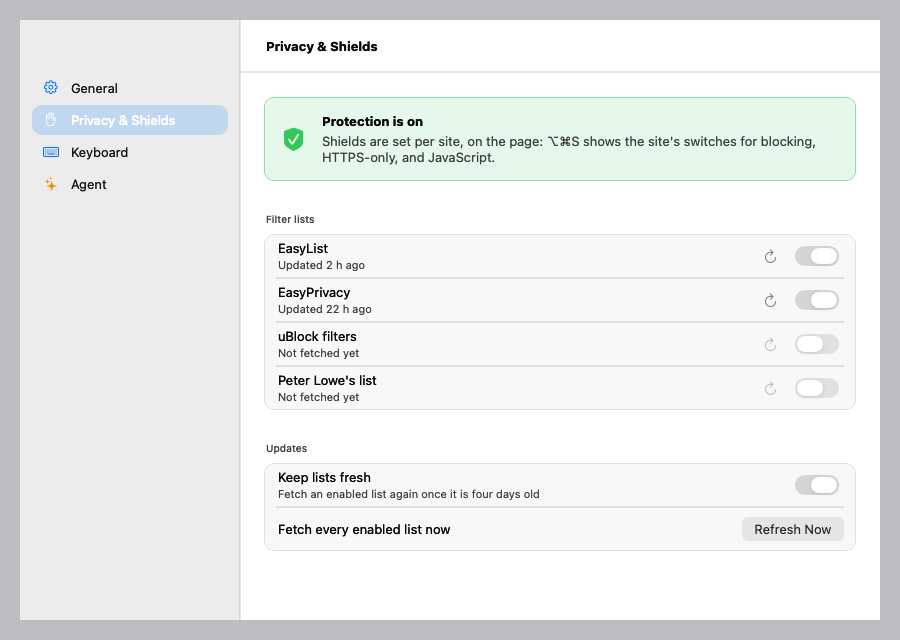 Privacy & Shields
General
Privacy & Shields
Keyboard
Agent
Protection is on
Shields are set per site, on the page: ⌥⌘S shows the site's switches for blocking,
HTTPS-only, and JavaScript.
Filter lists
EasyList
Updated 2 h ago
EasyPrivacy
Updated 22 h ago
uBlock filters
Not fetched yet
Peter Lowe's list
Not fetched yet
Updates
Keep lists fresh
Fetch an enabled list again once it is four days old
Fetch every enabled list now
Refresh Now